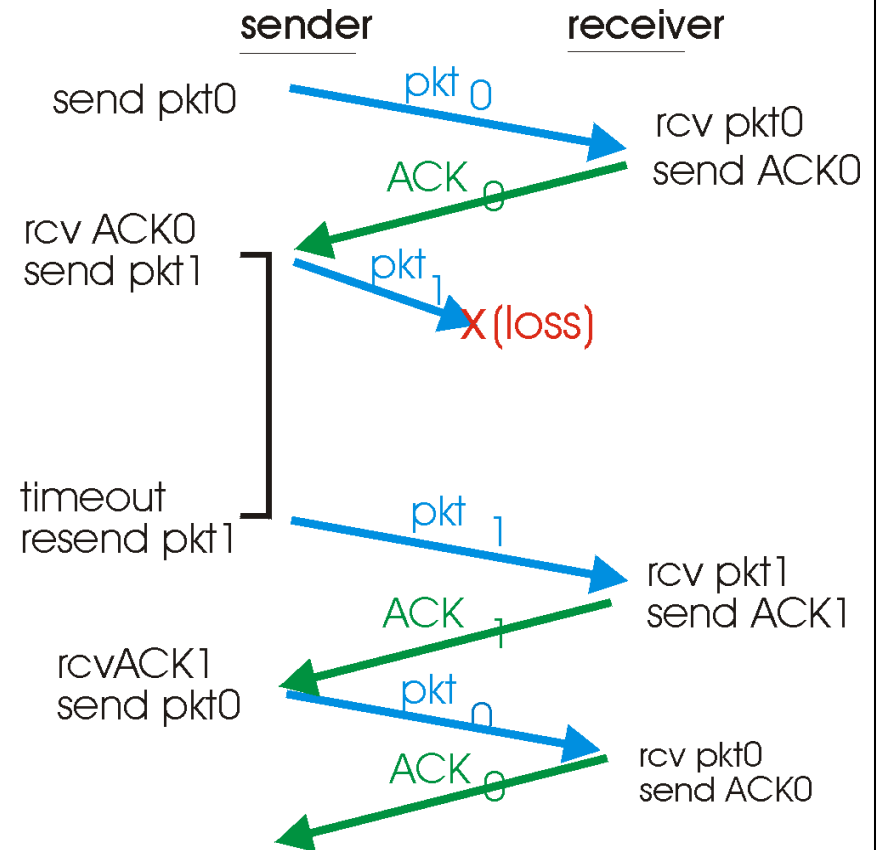 sender
receiver
send pkt0
pkt 0
rcv pkt0
send ACK0
ACK 0
rcv ACK0
send pkt1
pkt 1
X (loss)
timeout
resend pkt1
pkt 1
rcv pkt1
send ACK1
ACK 1
rcvACK1
send pkt0
pkt 0
rcv pkt0
send ACK0
ACK 0